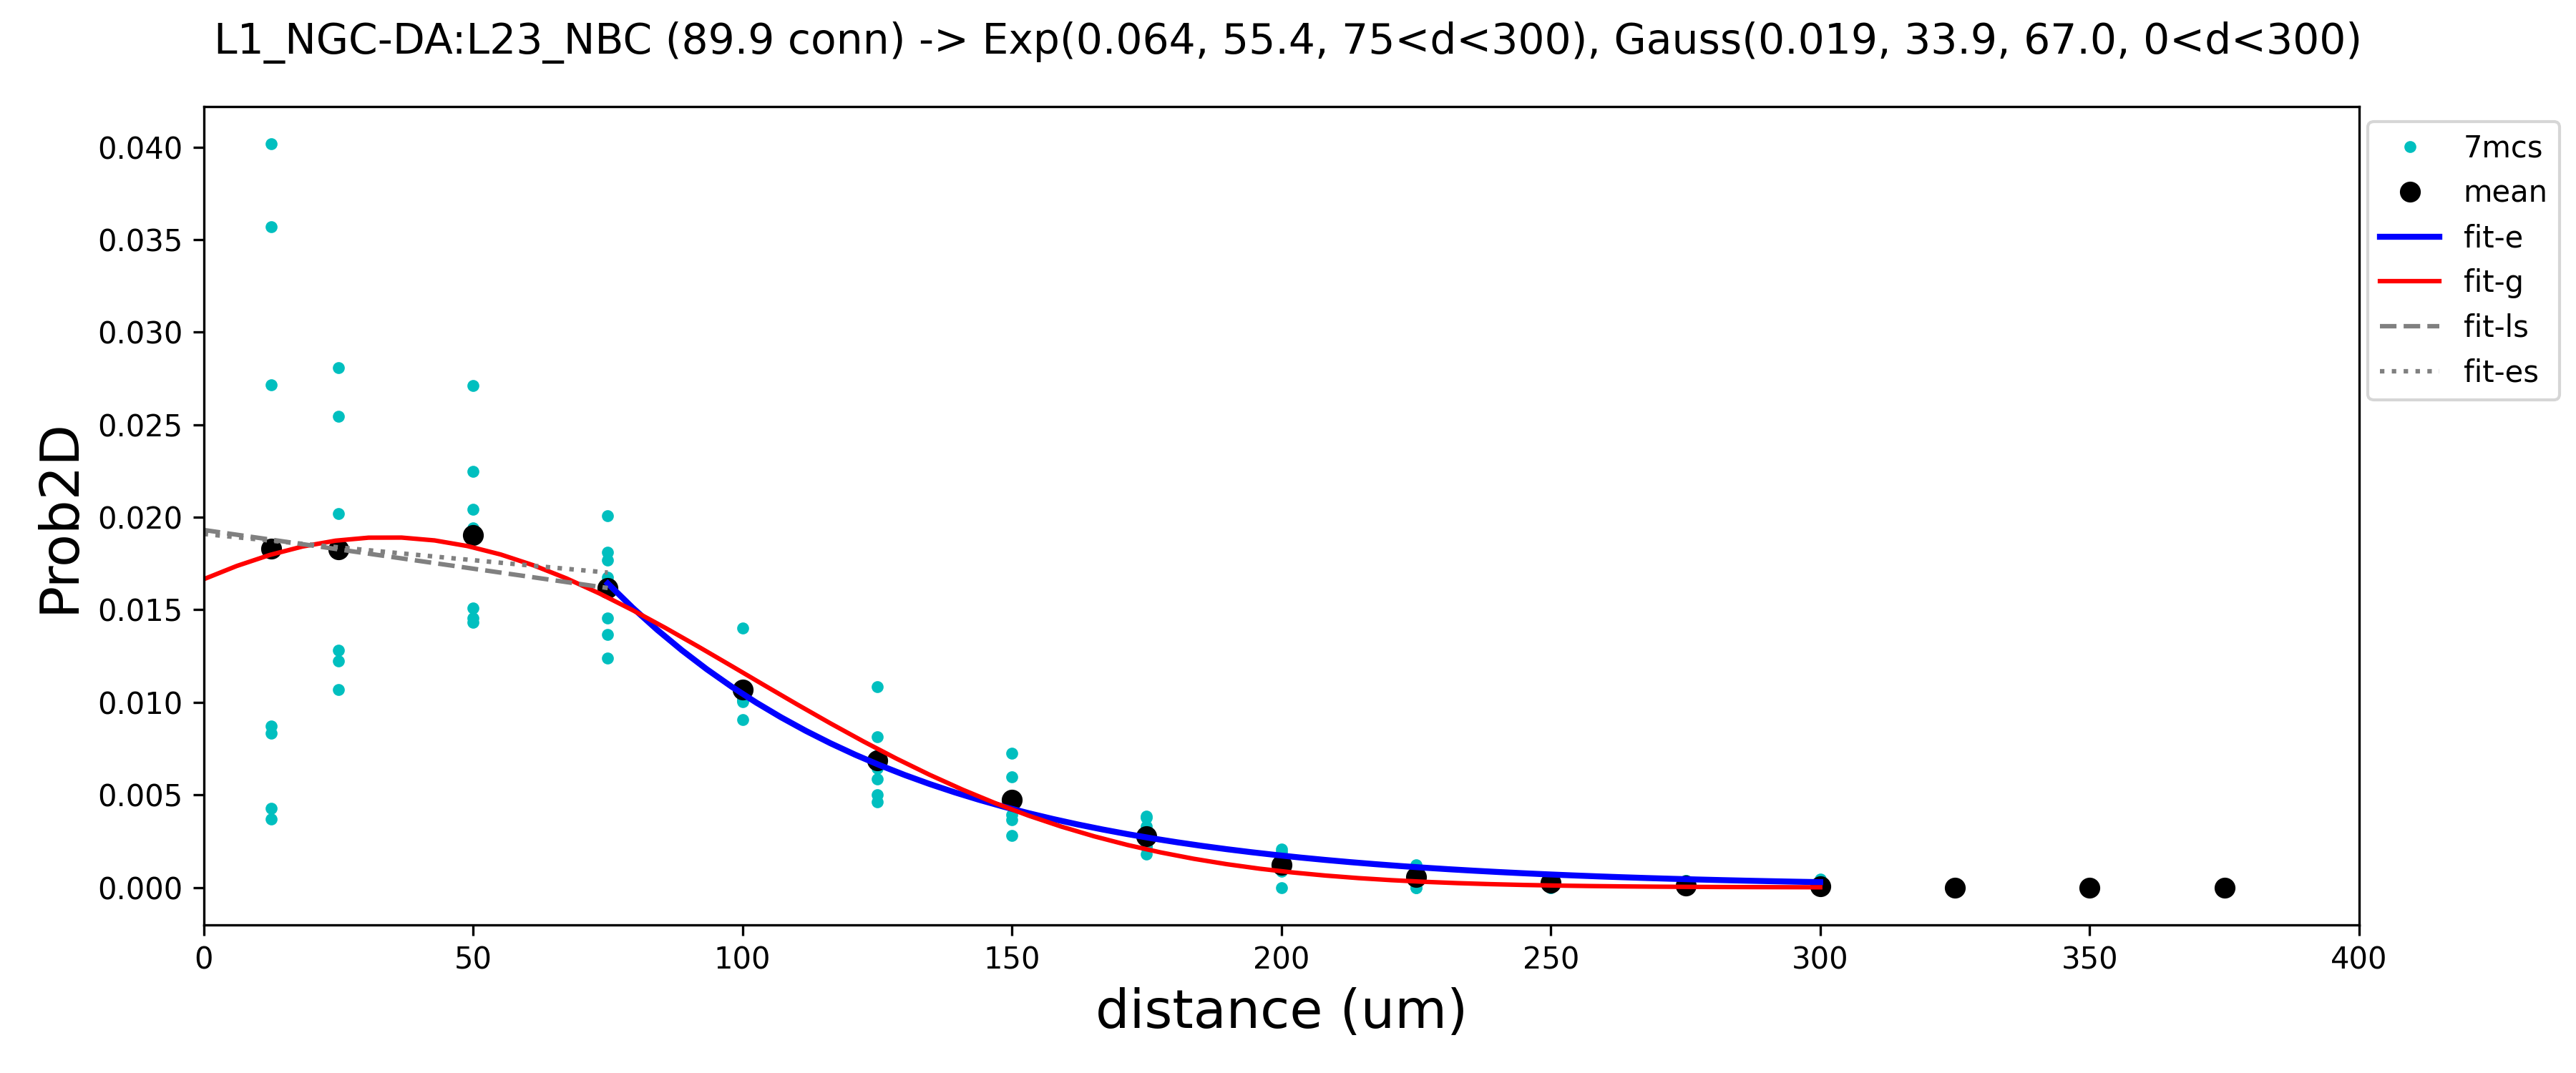 L1_NGC-DA:L23_NBC (89.9 conn) -> Exp(0.064, 55.4, 75<d<300), Gauss(0.019, 33.9, 67.0, 0<d<300)
0.040
0.035
0.030
0.025
0.020
0.015
0.010
0.005
0.000
Prob2D
0 50 100 150 200 250 300 350 400
distance (um)
7mcs
mean
fit-e
fit-g
fit-ls
fit-es